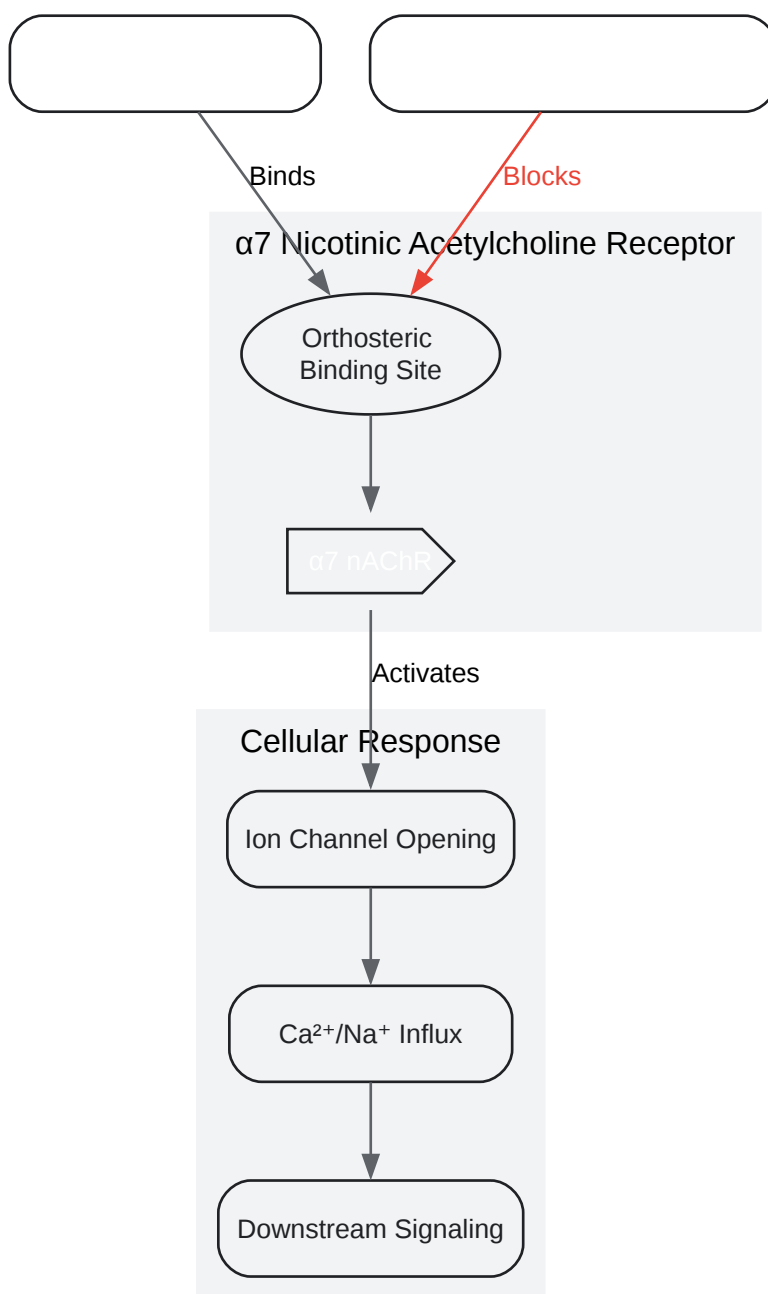 Binds
Blocks
α7 Nicotinic Acetylcholine Receptor
Orthosteric
Binding Site
α7 nAChR
Activates
Cellular Response
Ion Channel Opening
Ca²⁺/Na⁺ Influx
Downstream Signaling